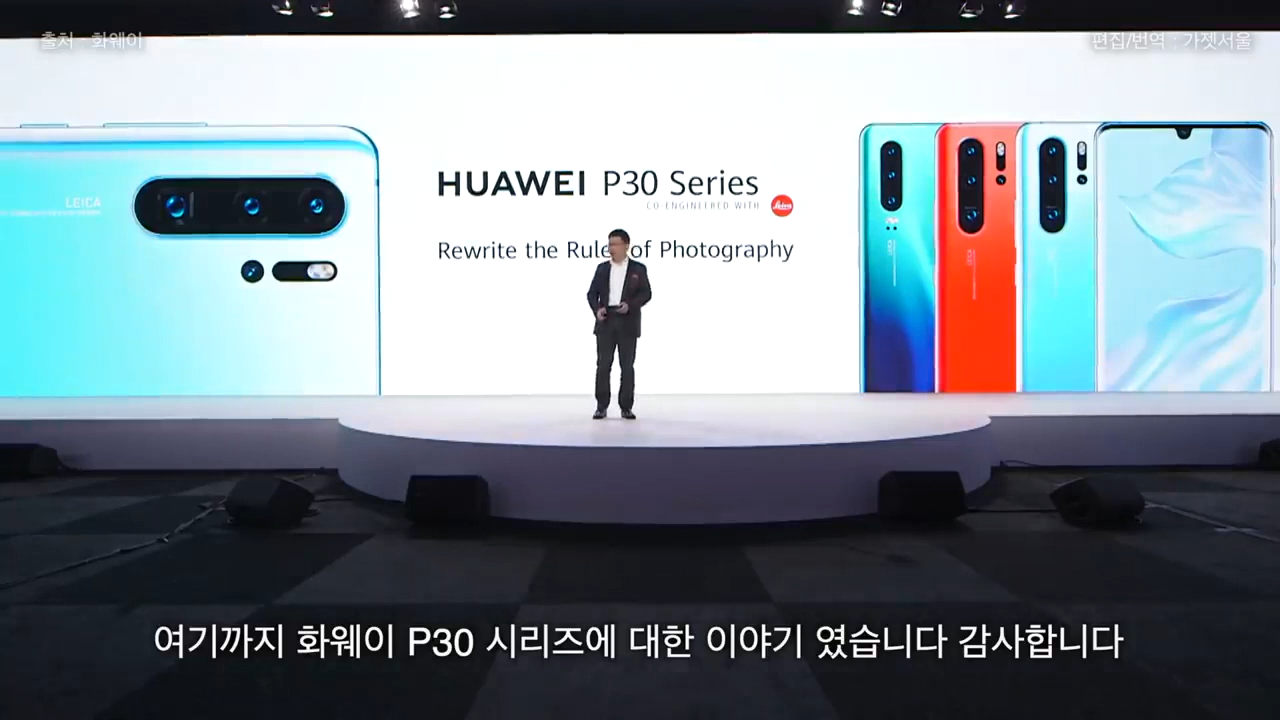 출처 : 화웨이
편집/번역 : 가젯서울
LEICA
HUAWEI P30 Series
CO-ENGINEERED WITH Leica
Rewrite the Rules of Photography
여기까지 화웨이 P30 시리즈에 대한 이야기 였습니다 감사합니다